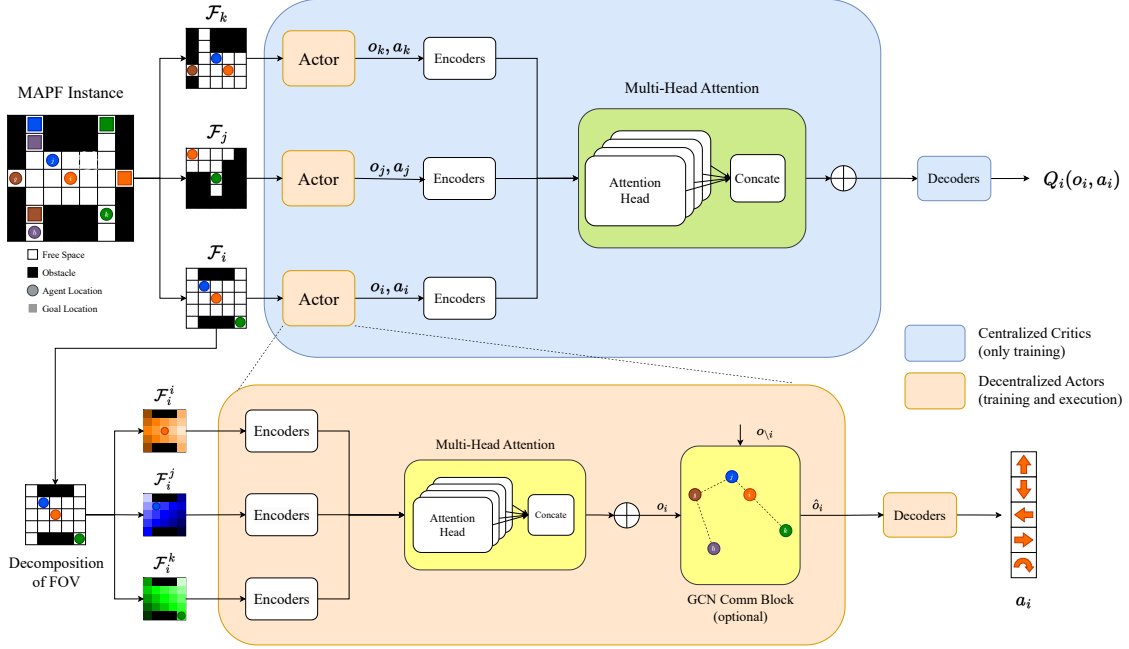 MAPF Instance
j
g
i
k
h
Free Space
Obstacle
Agent Location
Goal Location
𝓕ₖ
𝓕ⱼ
𝓕ᵢ
Actor
oₖ, aₖ
Encoders
Actor
oⱼ, aⱼ
Encoders
Actor
oᵢ, aᵢ
Encoders
Multi-Head Attention
Attention
Head
Concate
Decoders
Qᵢ(oᵢ, aᵢ)
Centralized Critics
(only training)
Decentralized Actors
(training and execution)
Decomposition
of FOV
𝓕ᵢⁱ
𝓕ᵢʲ
𝓕ᵢᵏ
Encoders
Encoders
Encoders
Multi-Head Attention
Attention
Head
Concate
oᵢ
o\i
j
g
i
k
h
GCN Comm Block
(optional)
ôᵢ
Decoders
aᵢ